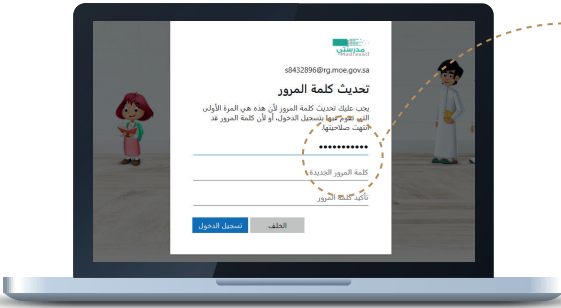 مدرستي
Madrasati
s8432896@rg.moe.gov.sa
تحديث كلمة المرور
يجب عليك تحديث كلمة المرور لأن هذه هي المرة الأولى
التي تقوم فيها بتسجيل الدخول، أو لأن كلمة المرور قد
انتهت صلاحيتها.
•••••••••••
كلمة المرور الجديدة
تأكيد كلمة المرور
الخلف
تسجيل الدخول